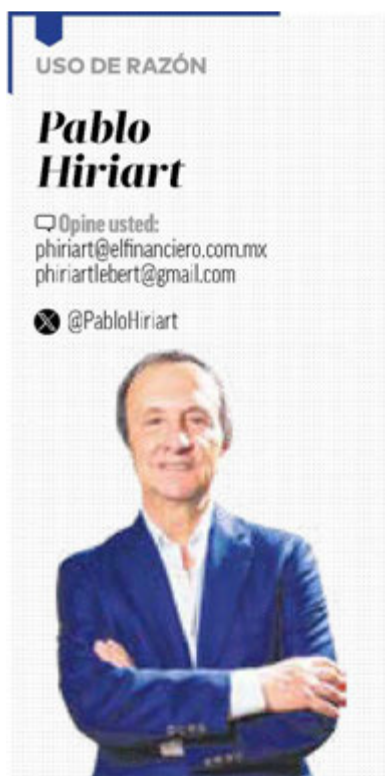 USO DE RAZÓN
Pablo
Hiriart
Opine usted:
phiriart@elfinanciero.com.mx
phiriartlebert@gmail.com
@PabloHiriart